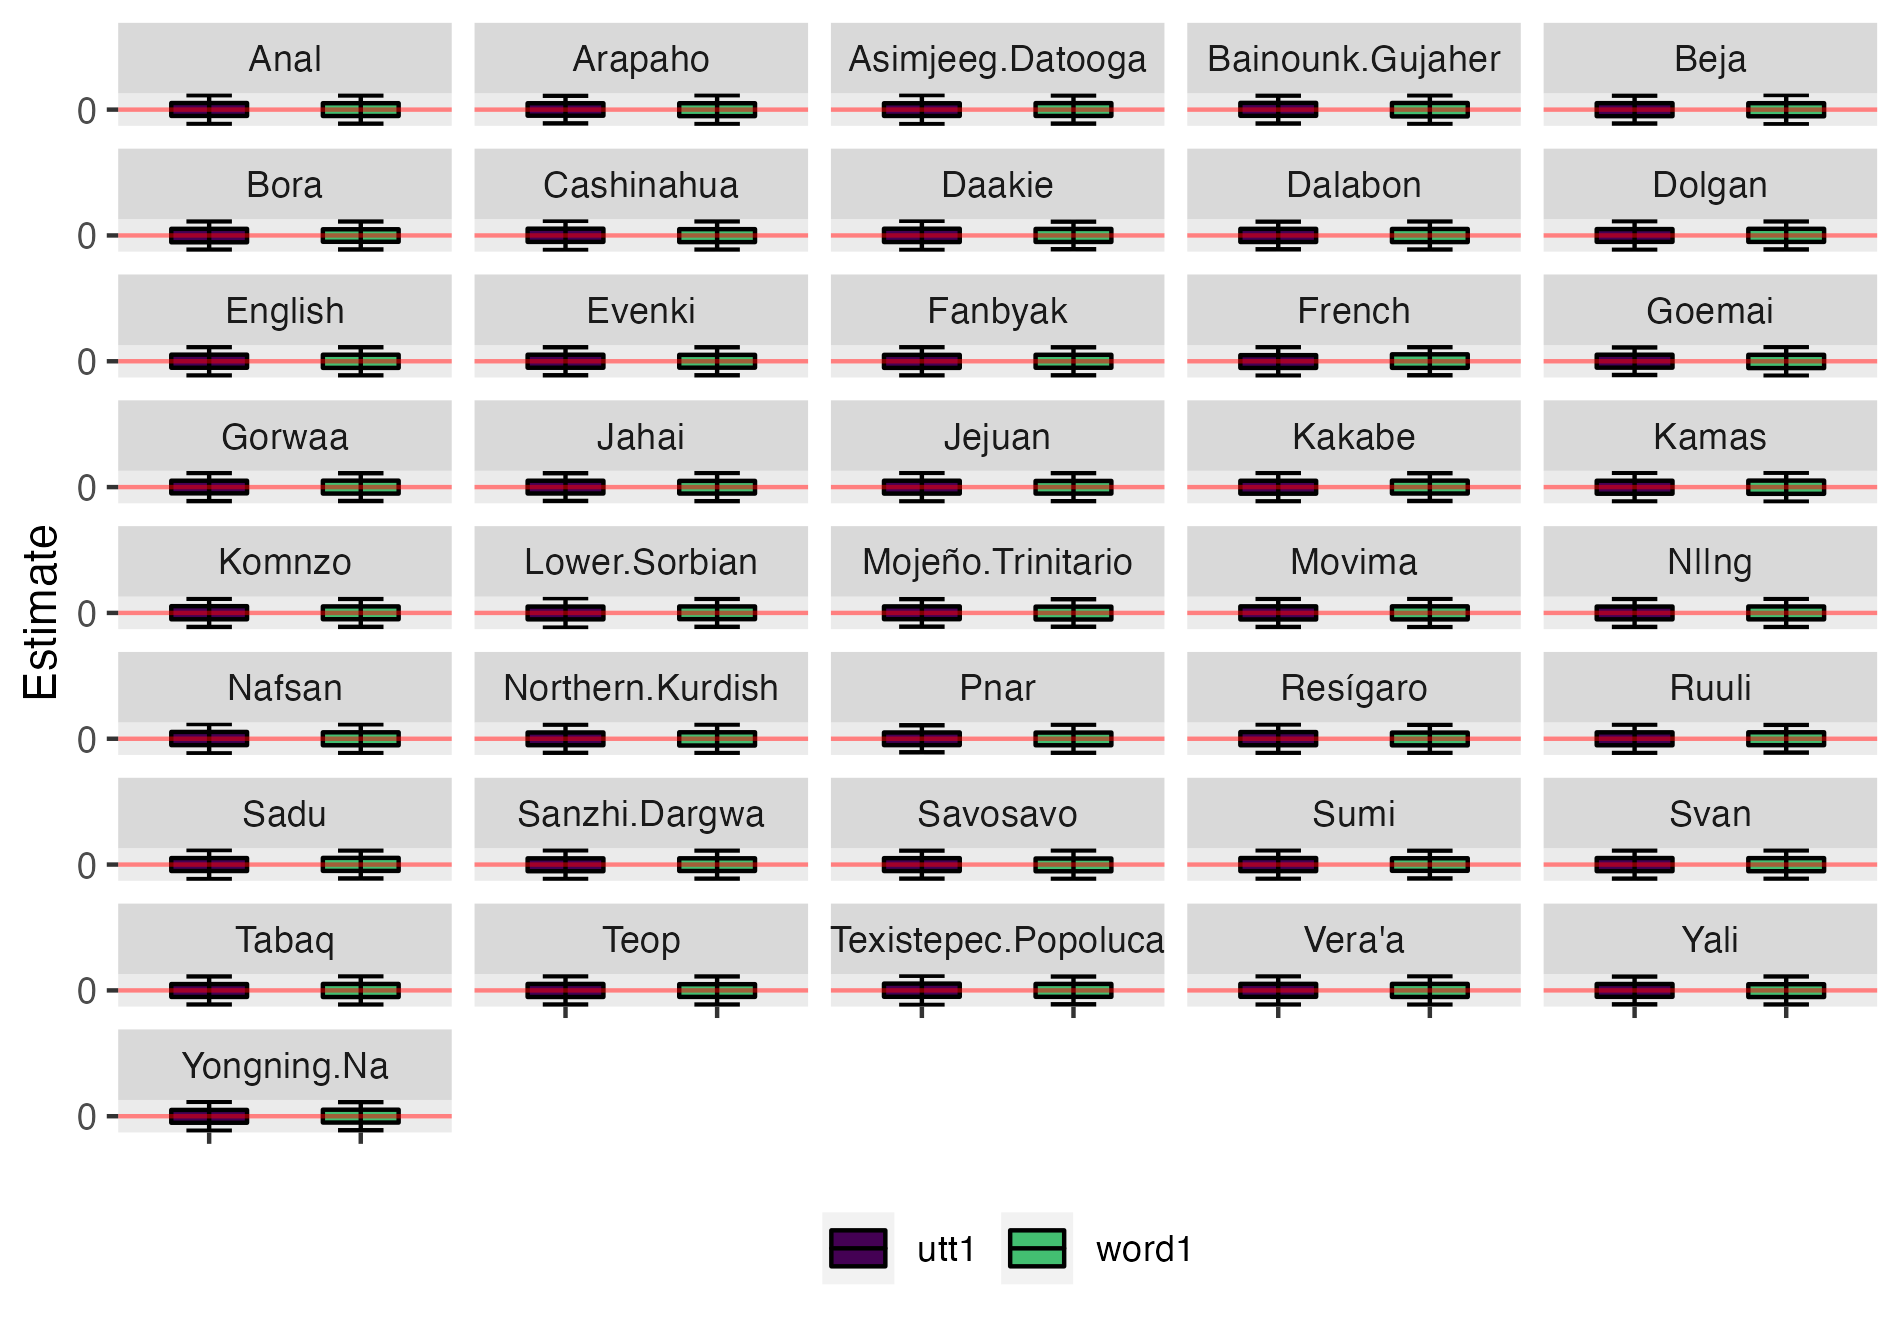 Anal Arapaho Asimjeeg.Datooga Bainounk.Gujaher Beja
0
Bora Cashinahua Daakie Dalabon Dolgan
0
English Evenki Fanbyak French Goemai
0
Gorwaa Jahai Jejuan Kakabe Kamas
0
Komnzo Lower.Sorbian Mojeño.Trinitario Movima NllNg
0
Estimate
Nafsan Northern.Kurdish Pnar Resígaro Ruuli
0
Sadu Sanzhi.Dargwa Savosavo Sumi Svan
0
Tabaq Teop Texistepec.Popoluca Vera'a Yali
0
Yongning.Na
0
utt1 word1